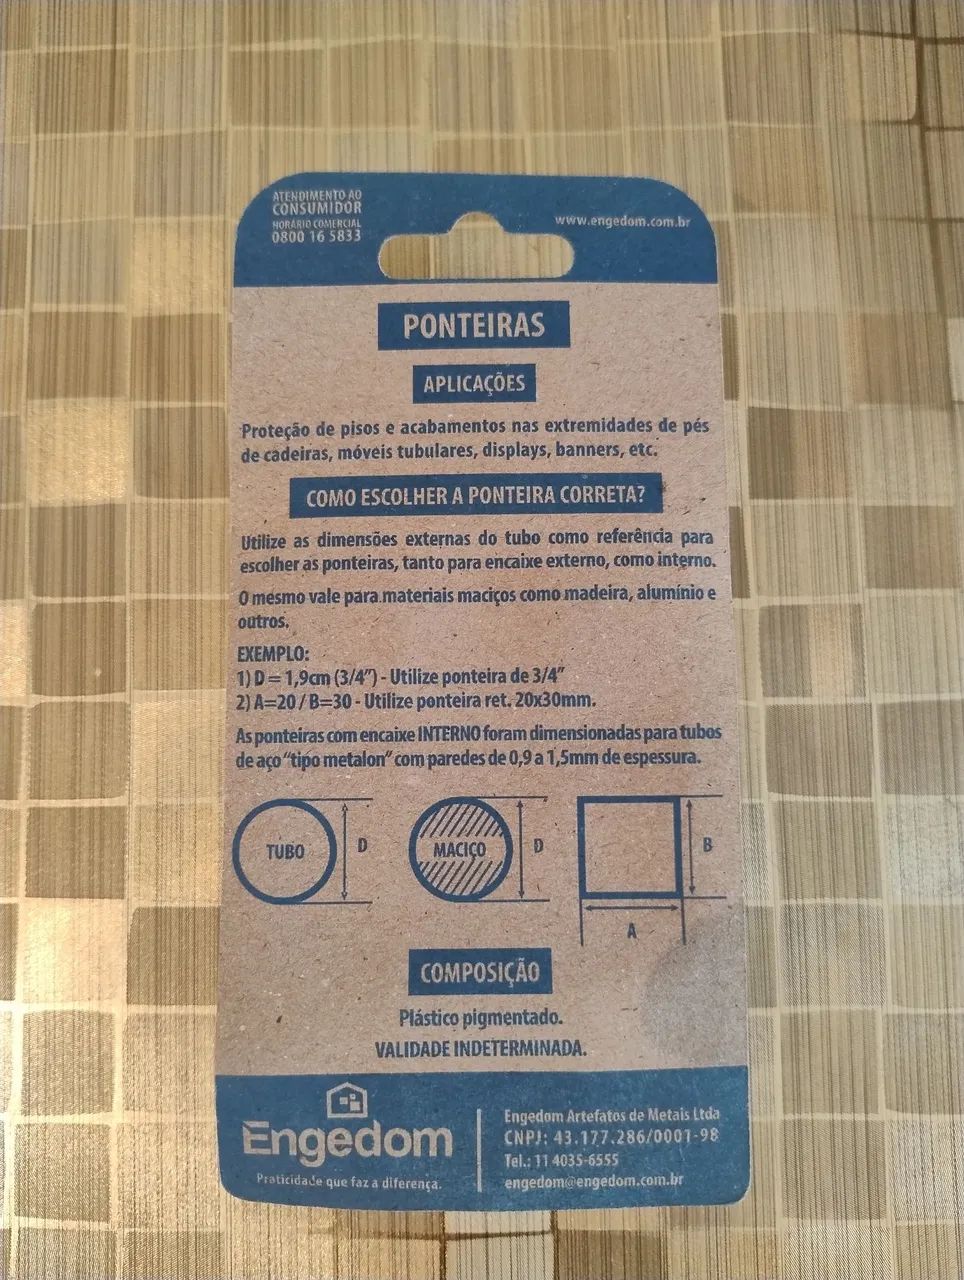 ATENDIMENTO AO
CONSUMIDOR
HORÁRIO COMERCIAL
0800 16 5833
www.engedom.com.br
PONTEIRAS
APLICAÇÕES
Proteção de pisos e acabamentos nas extremidades de pés
de cadeiras, móveis tubulares, displays, banners, etc.
COMO ESCOLHER A PONTEIRA CORRETA?
Utilize as dimensões externas do tubo como referência para
escolher as ponteiras, tanto para encaixe externo, como interno.
O mesmo vale para materiais maciços como madeira, alumínio e
outros.
EXEMPLO:
1) D = 1,9cm (3/4") - Utilize ponteira de 3/4"
2) A=20 / B=30 - Utilize ponteira ret. 20x30mm.
As ponteiras com encaixe INTERNO foram dimensionadas para tubos
de aço "tipo metalon" com paredes de 0,9 a 1,5mm de espessura.
TUBO
D
MACIÇO
D
B
A
COMPOSIÇÃO
Plástico pigmentado.
VALIDADE INDETERMINADA.
Engedom
Praticidade que faz a diferença.
Engedom Artefatos de Metais Ltda
CNPJ: 43.177.286/0001-98
Tel.: 11 4035-6555
engedom@engedom.com.br